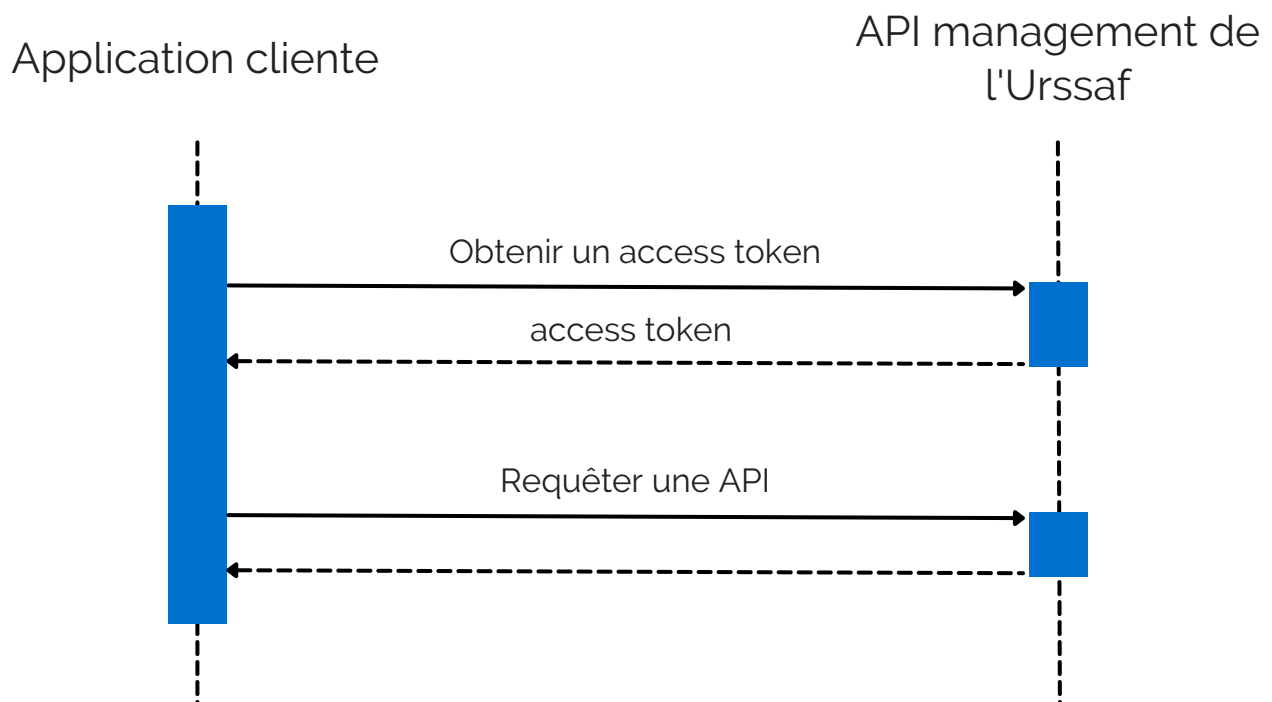 Application cliente
API management de
l'Urssaf
Obtenir un access token
access token
Requêter une API